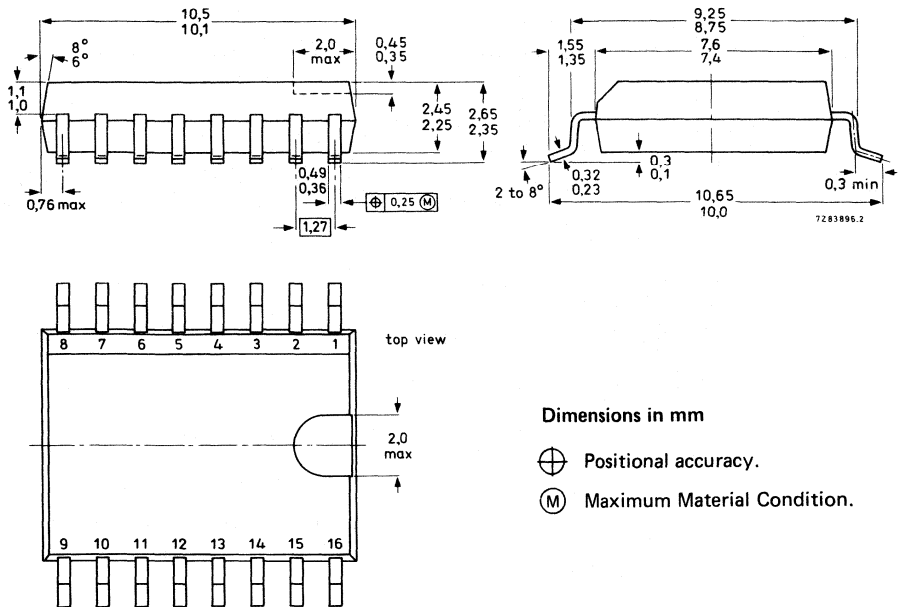 10,5
10,1
8°
6°
2,0
max
0,45
0,35
1,1
1,0
2,45
2,25
2,65
2,35
0,76 max
0,49
0,36
0,25 M
1,27
9,25
8,75
1,55
1,35
7,6
7,4
2 to 8°
0,32
0,23
0,3
0,1
0,3 min
10,65
10,0
7283896.2
8 7 6 5 4 3 2 1
top view
2,0
max
9 10 11 12 13 14 15 16
Dimensions in mm
Positional accuracy.
M Maximum Material Condition.